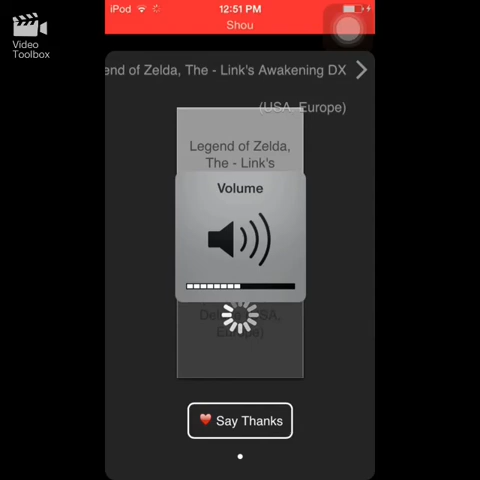 Video
Toolbox
iPod 12:51 PM
Shou
end of Zelda, The - Link's Awakening DX
(USA, Europe)
Legend of Zelda,
The - Link's
Volume
Europe)
Say Thanks